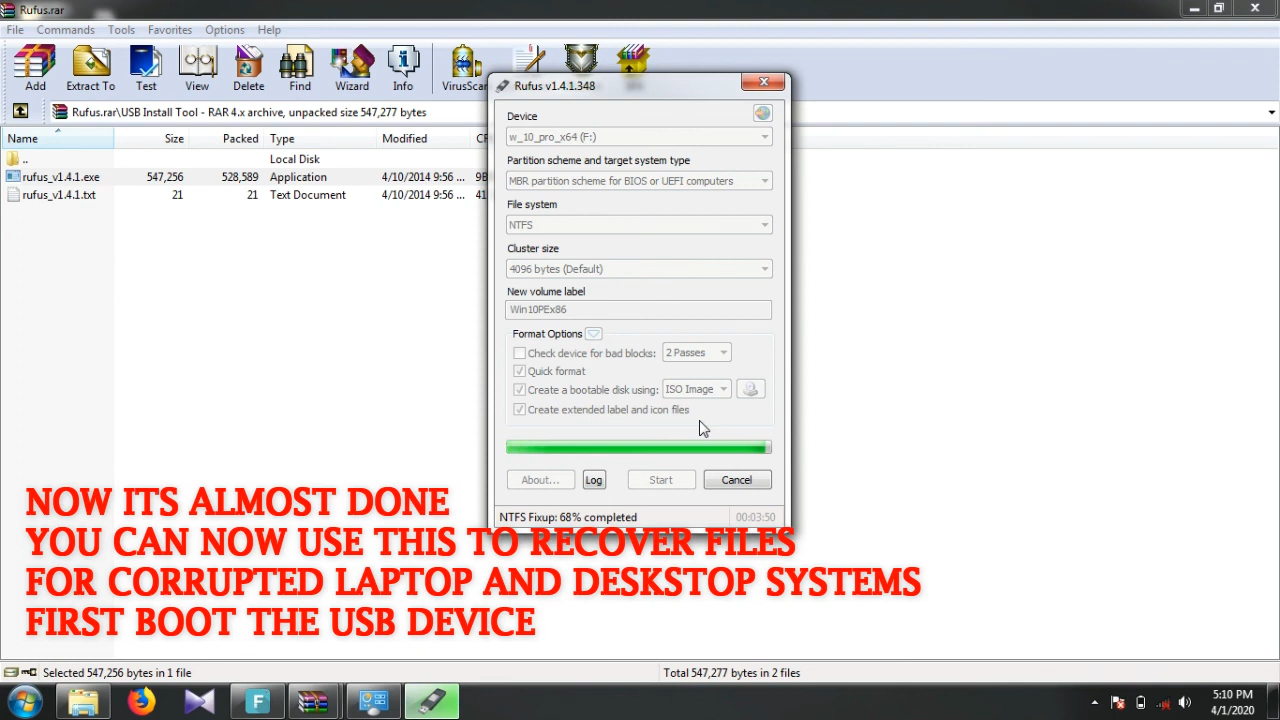 Rufus.rar
File Commands Tools Favorites Options Help
Add Extract To Test View Delete Find Wizard Info VirusScan
Rufus.rar\USB Install Tool - RAR 4.x archive, unpacked size 547,277 bytes
Name Size Packed Type Modified
.. Local Disk
rufus_v1.4.1.exe 547,256 528,589 Application 4/10/2014 9:56 ... 9B
rufus_v1.4.1.txt 21 21 Text Document 4/10/2014 9:56 ... 41
Rufus v1.4.1.348
Device
w_10_pro_x64 (F:)
Partition scheme and target system type
MBR partition scheme for BIOS or UEFI computers
File system
NTFS
Cluster size
4096 bytes (Default)
New volume label
Win10PEx86
Format Options
Check device for bad blocks: 2 Passes
Quick format
Create a bootable disk using: ISO Image
Create extended label and icon files
About... Log Start Cancel
NTFS Fixup: 68% completed 00:03:50
NOW ITS ALMOST DONE
YOU CAN NOW USE THIS TO RECOVER FILES
FOR CORRUPTED LAPTOP AND DESKSTOP SYSTEMS
FIRST BOOT THE USB DEVICE
Selected 547,256 bytes in 1 file Total 547,277 bytes in 2 files
F
5:10 PM
4/1/2020